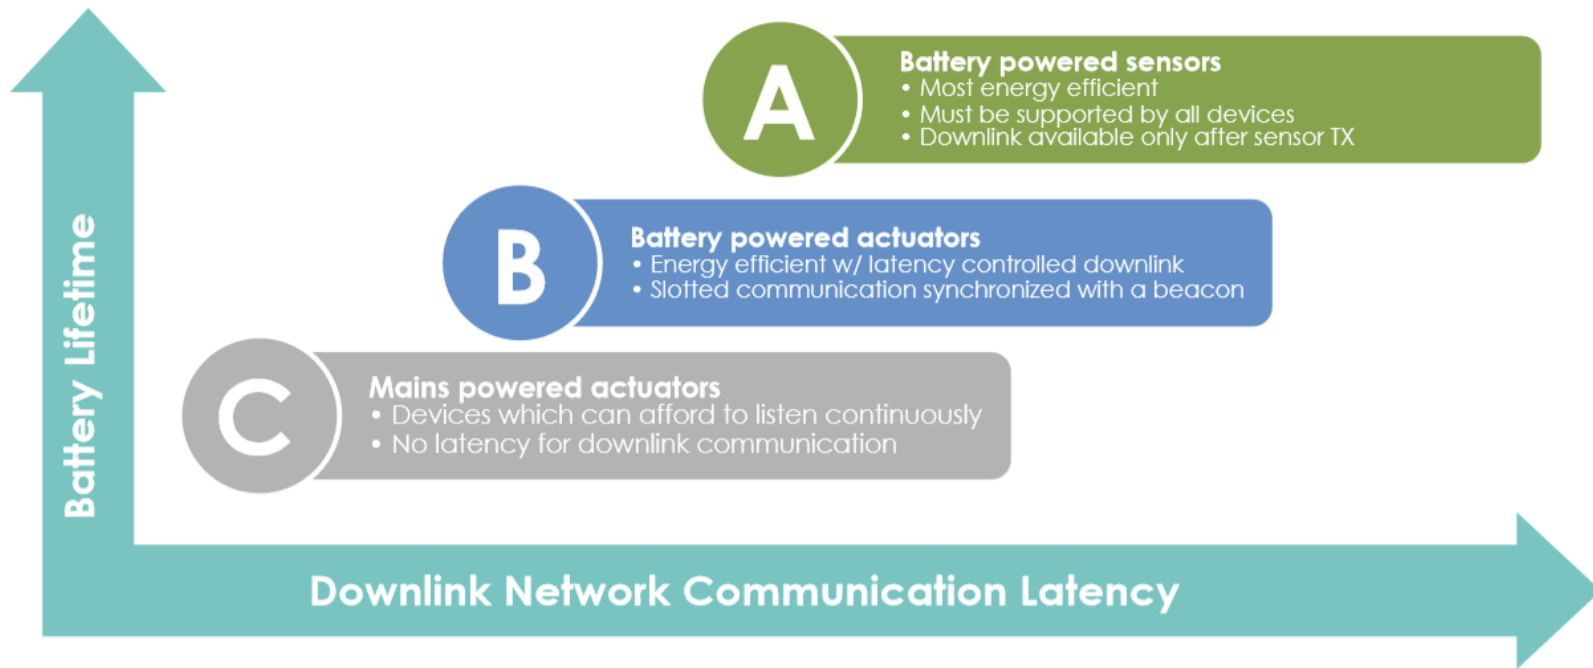 A
Battery powered sensors
• Most energy efficient
• Must be supported by all devices
• Downlink available only after sensor TX
B
Battery powered actuators
• Energy efficient w/ latency controlled downlink
• Slotted communication synchronized with a beacon
C
Mains powered actuators
• Devices which can afford to listen continuously
• No latency for downlink communication
Battery Lifetime
Downlink Network Communication Latency